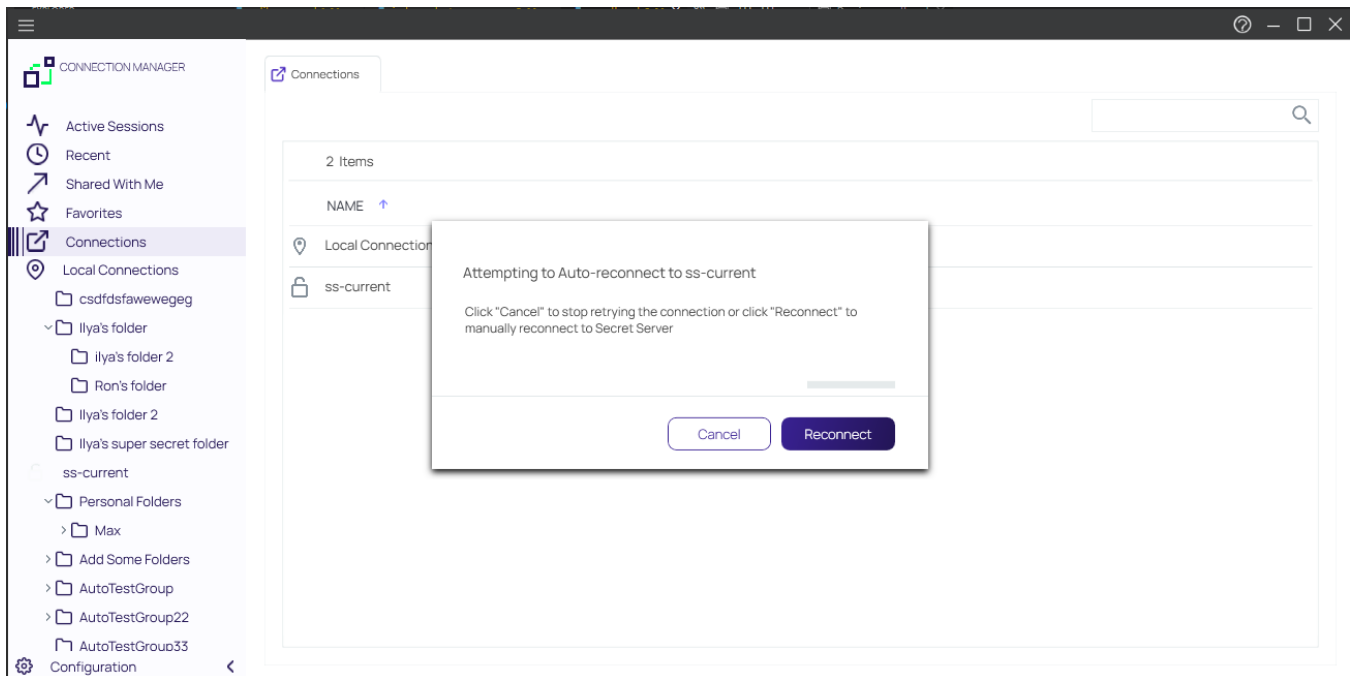 CONNECTION MANAGER
Active Sessions
Recent
Shared With Me
Favorites
Connections
Local Connections
csdfdsfawewegeg
Ilya's folder
ilya's folder 2
Ron's folder
Ilya's folder 2
Ilya's super secret folder
ss-current
Personal Folders
Max
Add Some Folders
AutoTestGroup
AutoTestGroup22
AutoTestGroup33
Configuration
Connections
2 Items
NAME
Local Connection
ss-current
Attempting to Auto-reconnect to ss-current
Click "Cancel" to stop retrying the connection or click "Reconnect" to
manually reconnect to Secret Server
Cancel
Reconnect